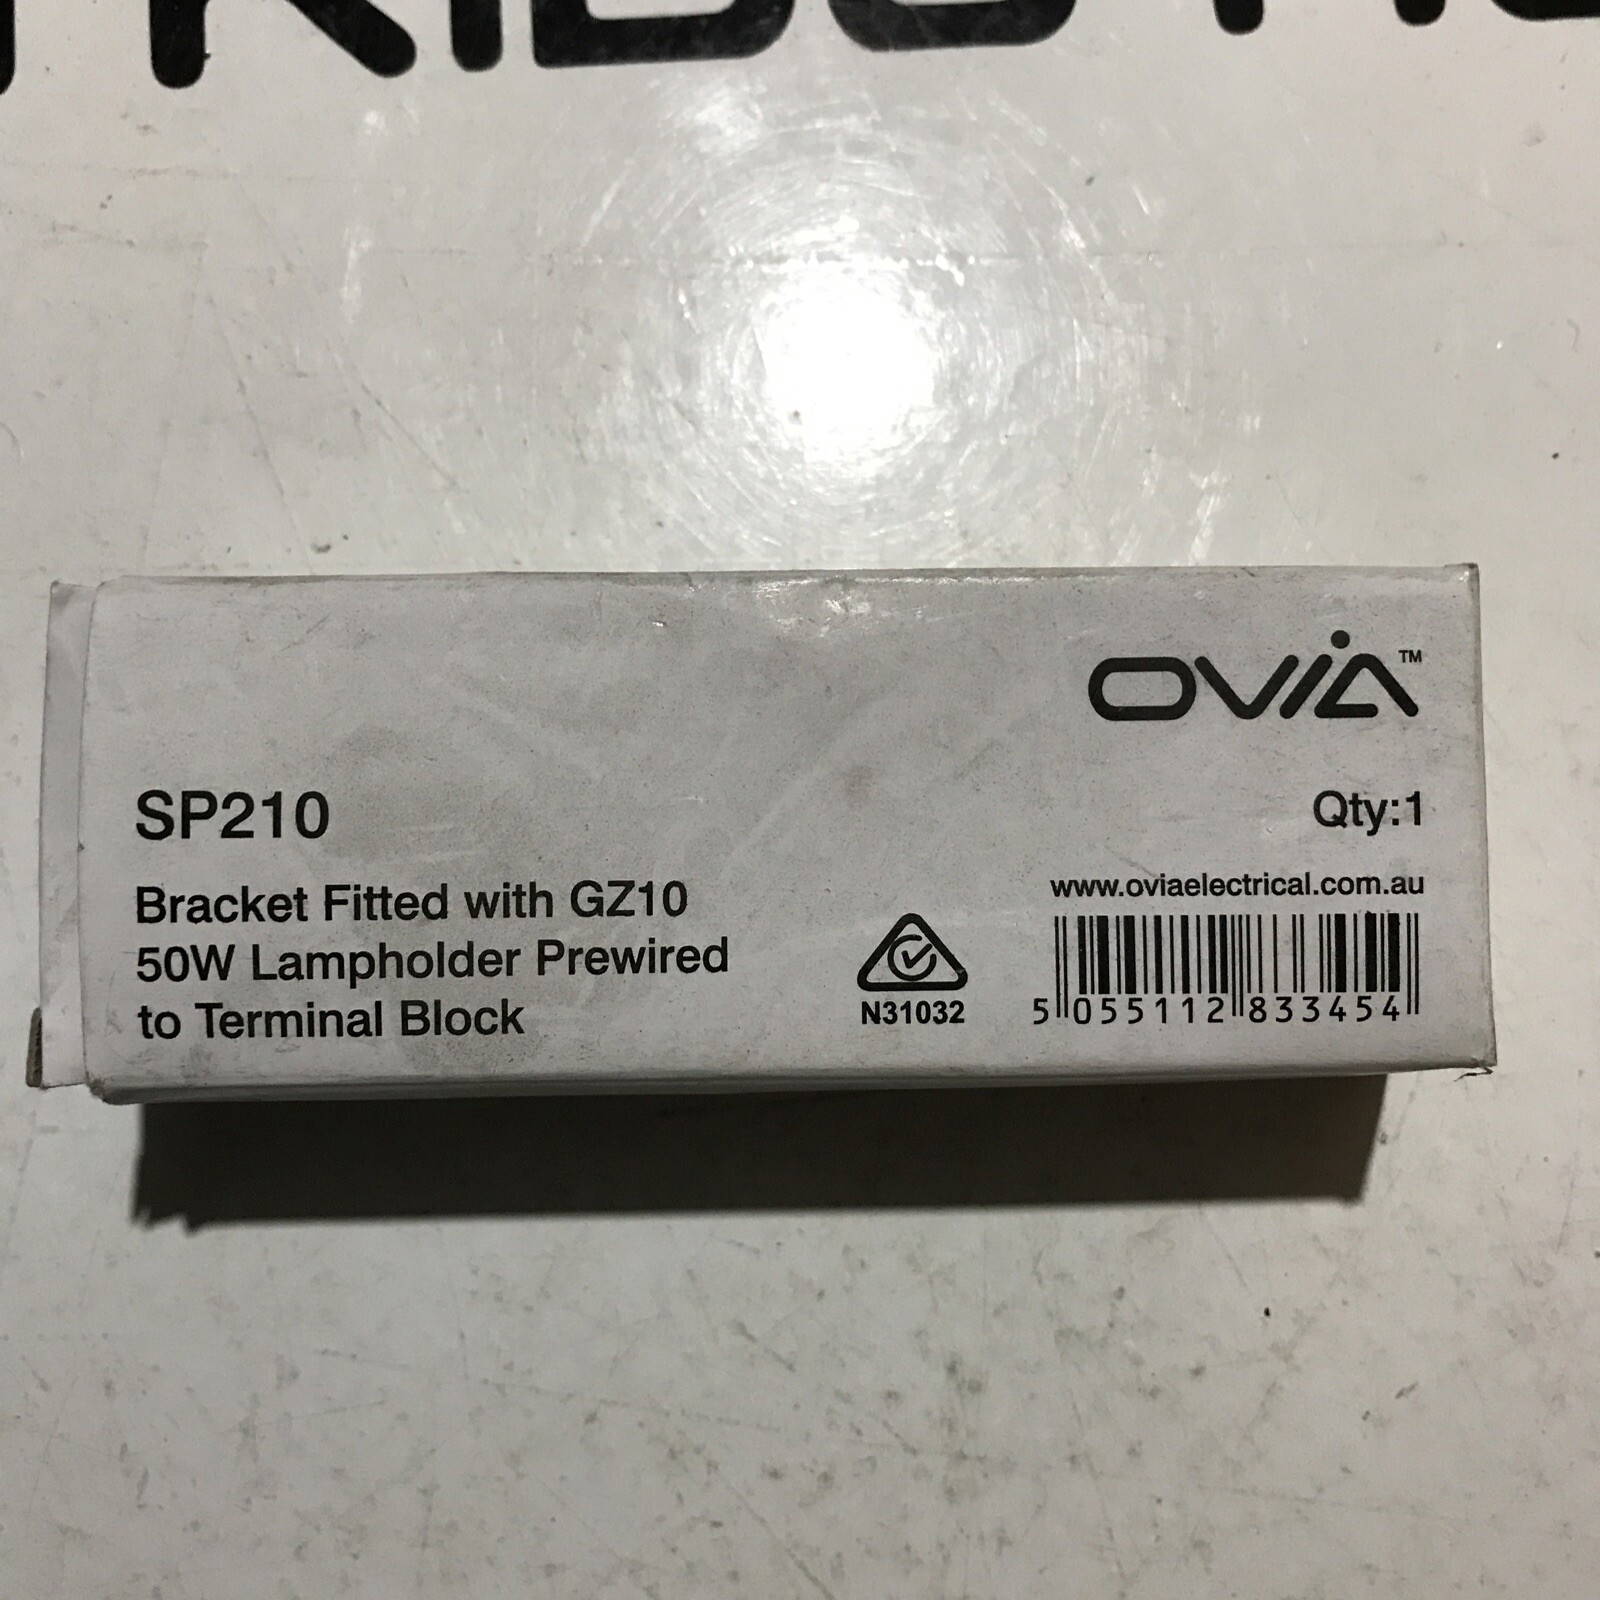 OVIA™
SP210
Qty:1
Bracket Fitted with GZ10
50W Lampholder Prewired
to Terminal Block
www.oviaelectrical.com.au
N31032
5 055112 833454